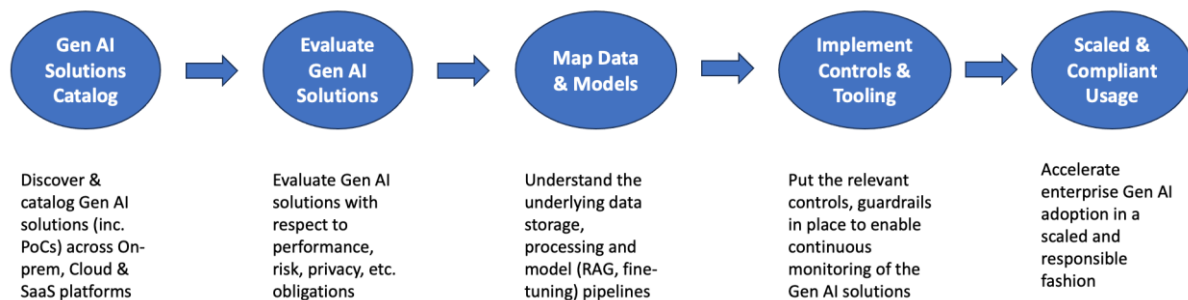 Gen AI
Solutions
Catalog
Evaluate
Gen AI
Solutions
Map Data
& Models
Implement
Controls &
Tooling
Scaled &
Compliant
Usage
Discover &
catalog Gen AI
solutions (inc.
PoCs) across On-
prem, Cloud &
SaaS platforms
Evaluate Gen AI
solutions with
respect to
performance,
risk, privacy, etc.
obligations
Understand the
underlying data
storage,
processing and
model (RAG, fine-
tuning) pipelines
Put the relevant
controls, guardrails
in place to enable
continuous
monitoring of the
Gen AI solutions
Accelerate
enterprise Gen AI
adoption in a
scaled and
responsible
fashion